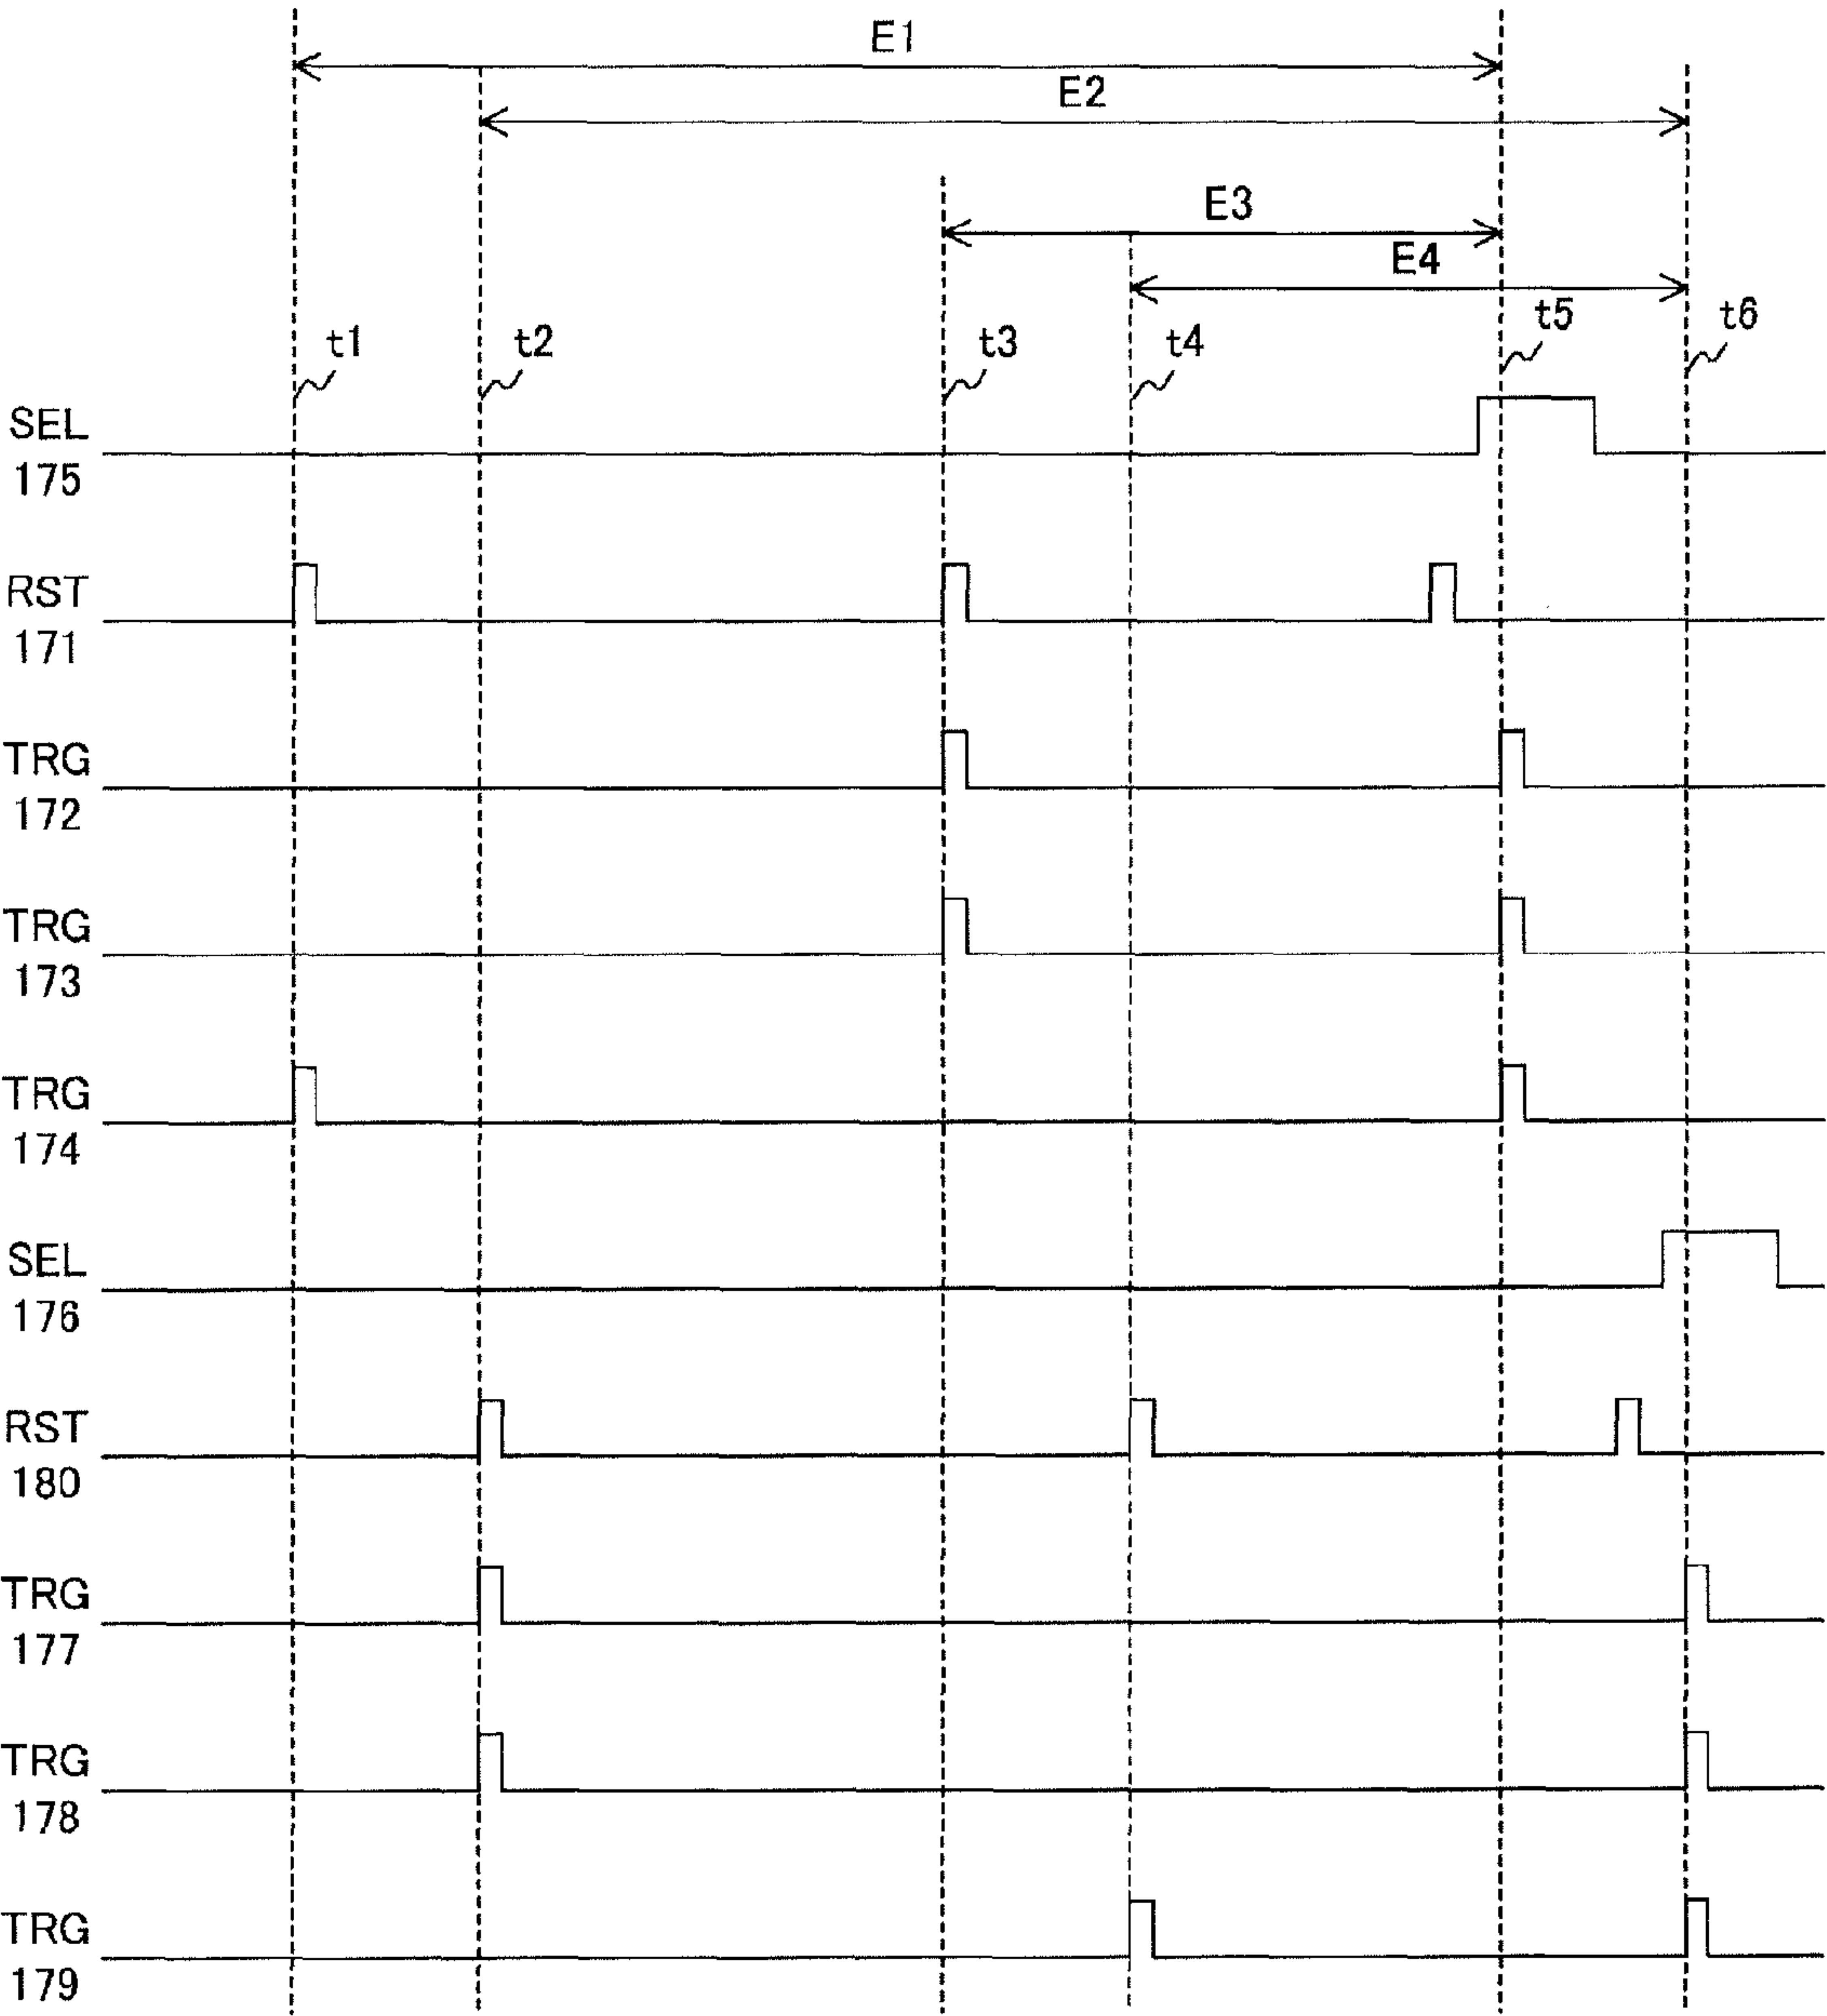 E1
E2
E3
E4
t1 t2 t3 t4 t5 t6
SEL
175
RST
171
TRG
172
TRG
173
TRG
174
SEL
176
RST
180
TRG
177
TRG
178
TRG
179